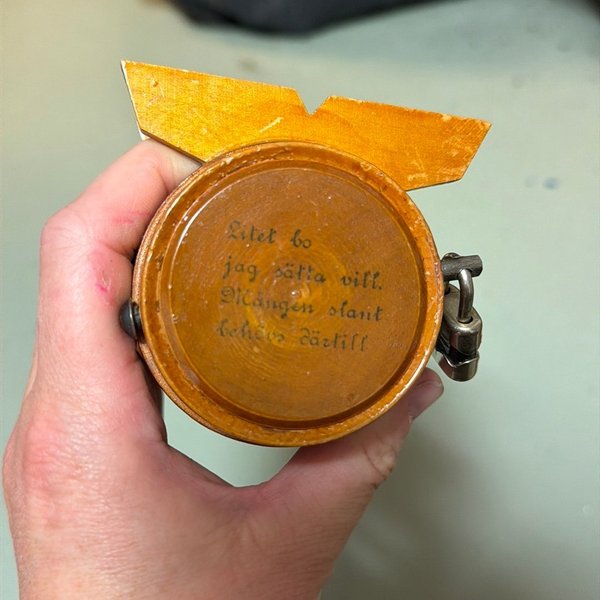 Litet bo
jag sätta vill.
Mången slant
behövs därtill